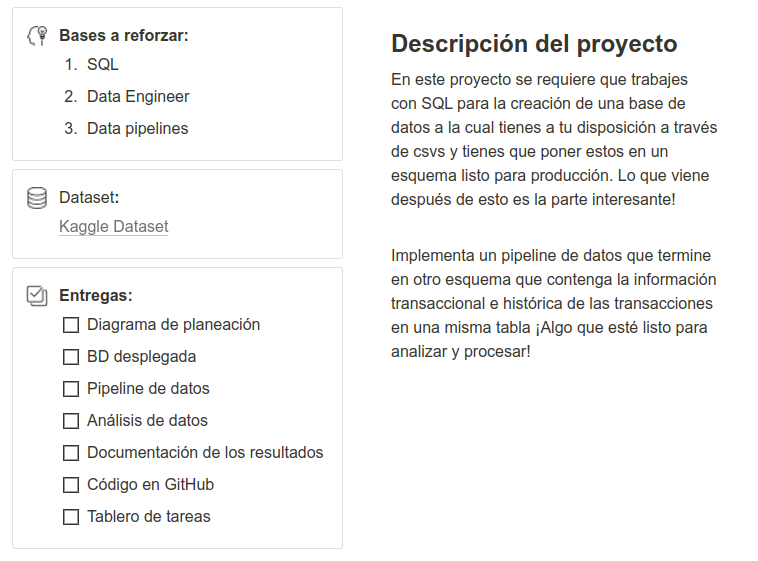 Bases a reforzar:
1. SQL
2. Data Engineer
3. Data pipelines
Dataset:
Kaggle Dataset
Entregas:
Diagrama de planeación
BD desplegada
Pipeline de datos
Análisis de datos
Documentación de los resultados
Código en GitHub
Tablero de tareas
Descripción del proyecto
En este proyecto se requiere que trabajes
con SQL para la creación de una base de
datos a la cual tienes a tu disposición a través
de csvs y tienes que poner estos en un
esquema listo para producción. Lo que viene
después de esto es la parte interesante!
Implementa un pipeline de datos que termine
en otro esquema que contenga la información
transaccional e histórica de las transacciones
en una misma tabla ¡Algo que esté listo para
analizar y procesar!